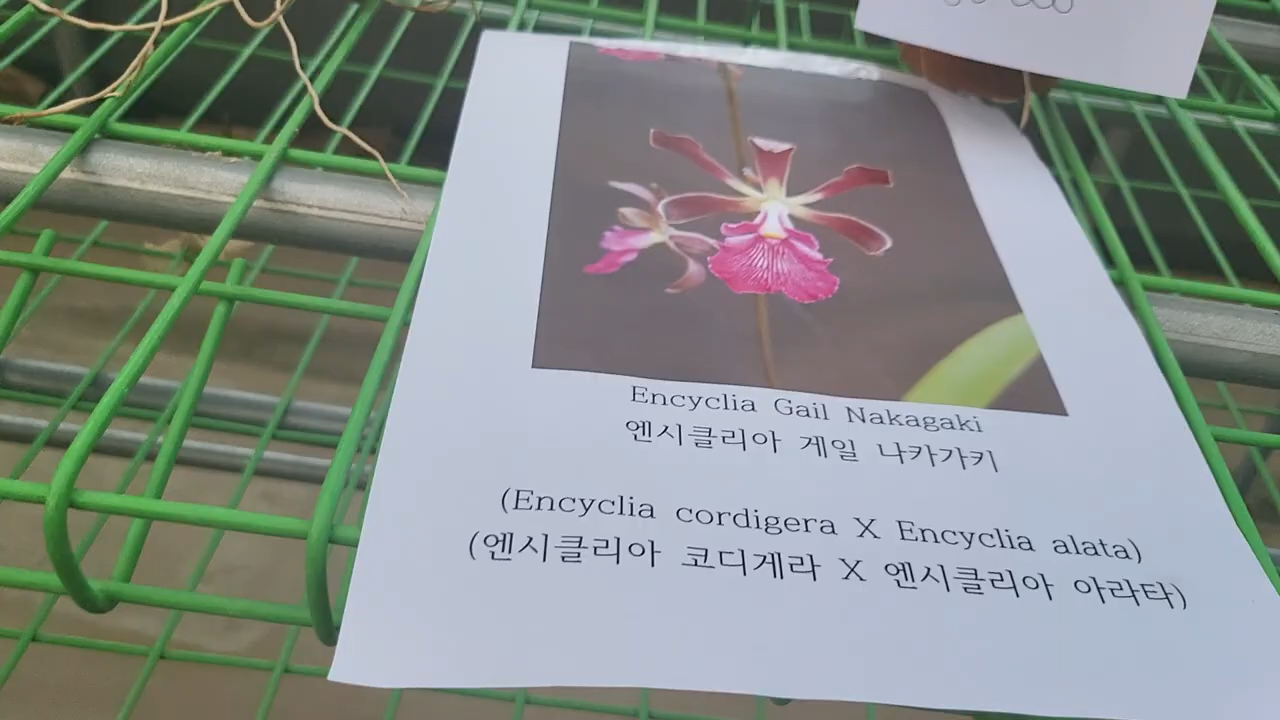 Encyclia Gail Nakagaki
엔시클리아 게일 나카가키
(Encyclia cordigera X Encyclia alata)
(엔시클리아 코디게라 X 엔시클리아 아라타)